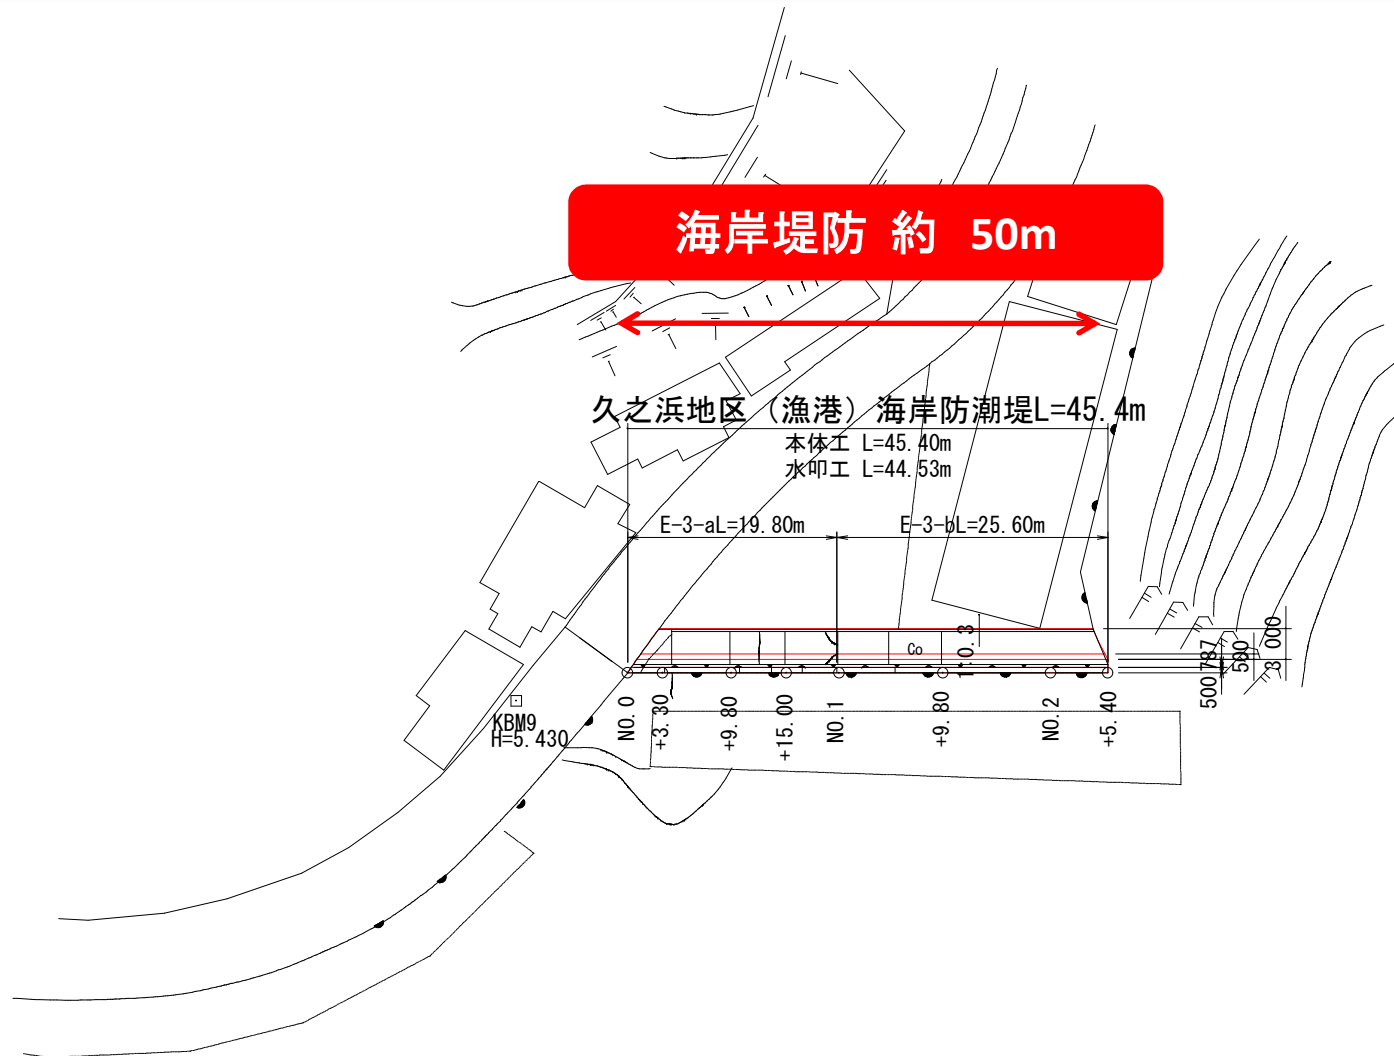 海岸堤防 約 50m
久之浜地区（漁港）海岸防潮堤L=45.4m
本体工 L=45.40m
水叩工 L=44.53m
E-3-aL=19.80m
E-3-bL=25.60m
1:0.3
Co
500
787
500
3 000
KBM9
H=5.430
NO.0
+3.30
+9.80
+15.00
NO.1
+9.80
NO.2
+5.40